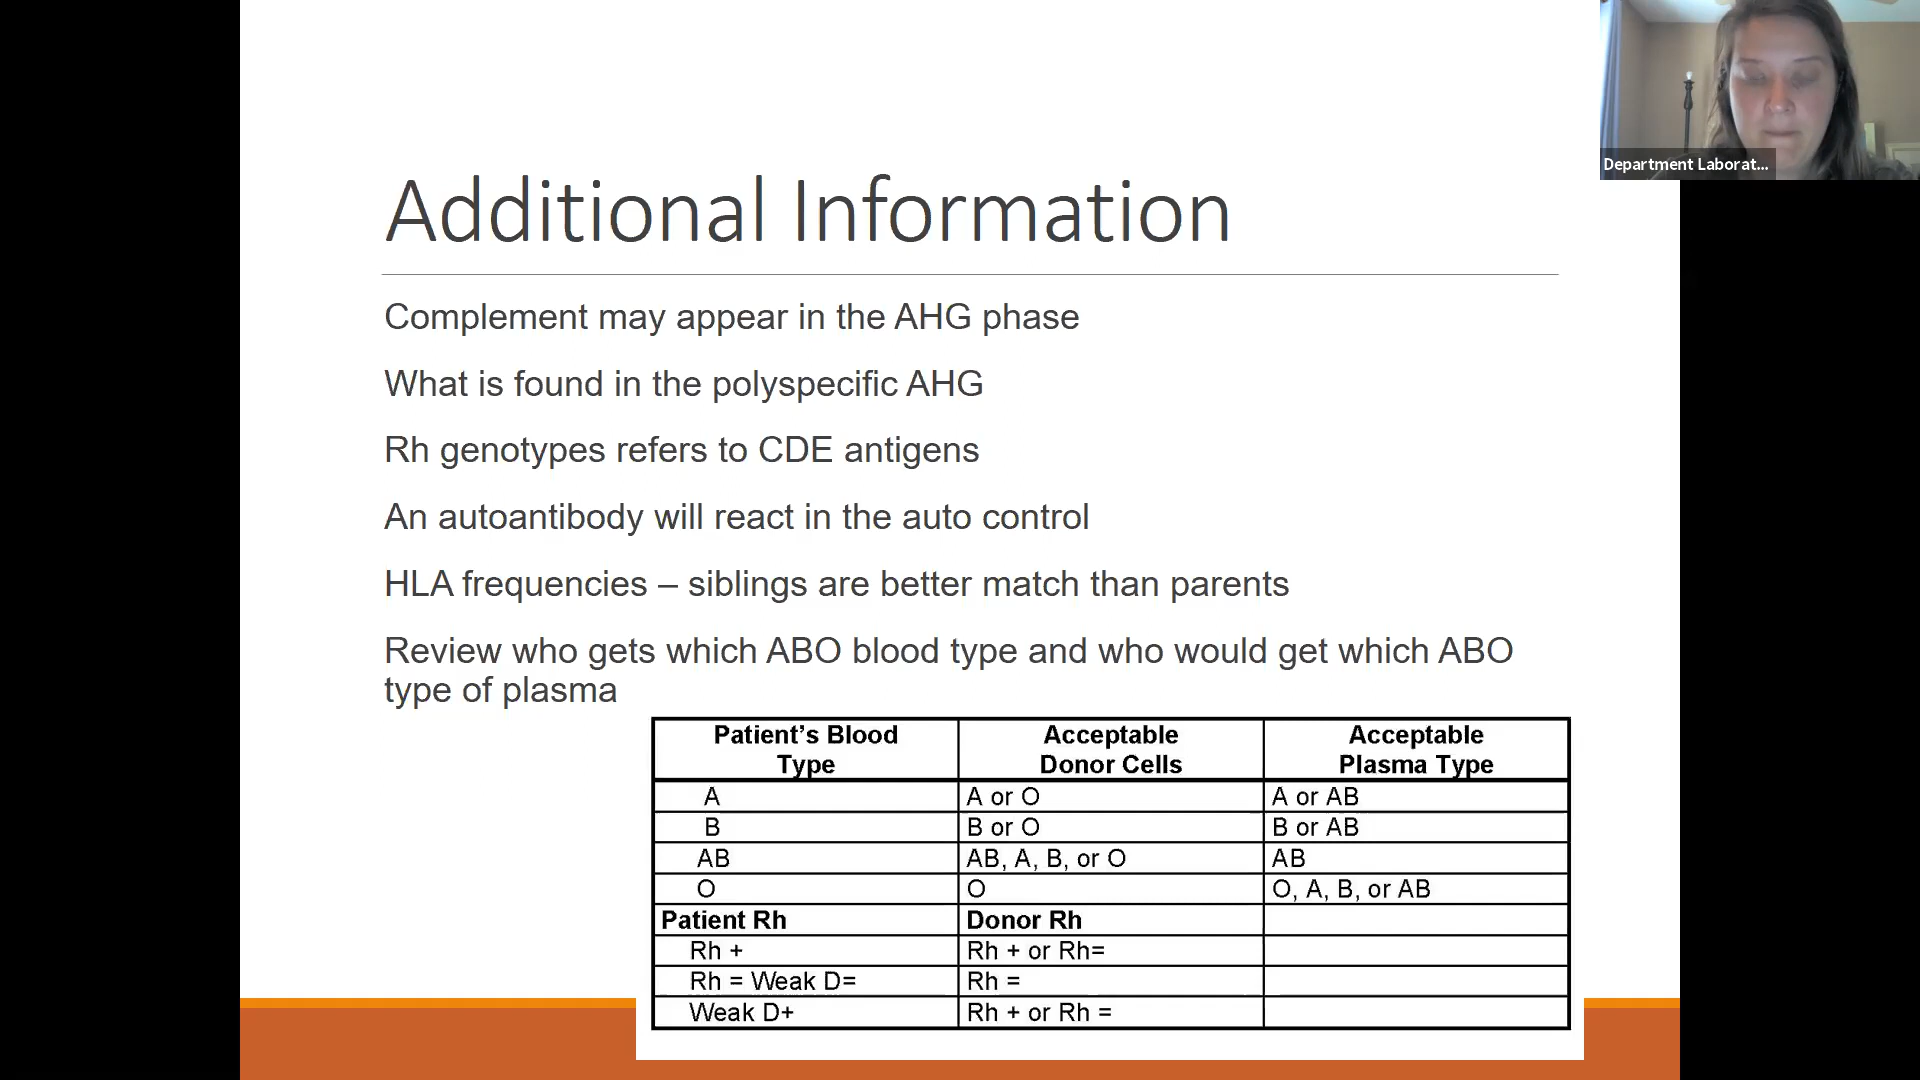 Department Laborat...
Additional Information
Complement may appear in the AHG phase
What is found in the polyspecific AHG
Rh genotypes refers to CDE antigens
An autoantibody will react in the auto control
HLA frequencies – siblings are better match than parents
Review who gets which ABO blood type and who would get which ABO
type of plasma
Patient's Blood Type Acceptable Donor Cells Acceptable Plasma Type
A A or O A or AB
B B or O B or AB
AB AB, A, B, or O AB
O O O, A, B, or AB
Patient Rh Donor Rh
Rh + Rh + or Rh=
Rh = Weak D= Rh =
Weak D+ Rh + or Rh =